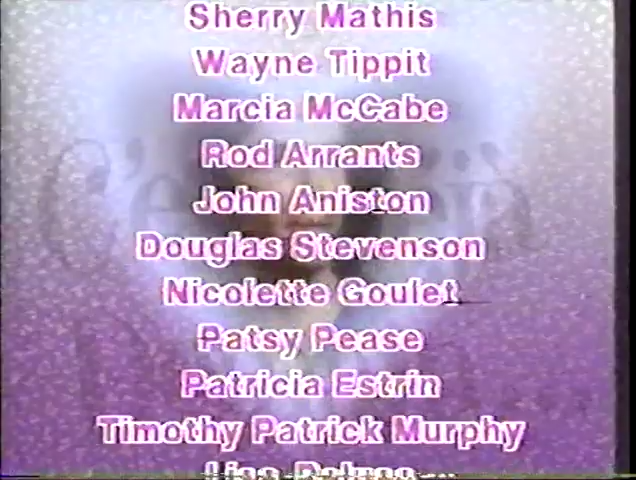 Sherry Mathis
Wayne Tippit
Marcia McCabe
Rod Arrants
John Aniston
Douglas Stevenson
Nicolette Goulet
Patsy Pease
Patricia Estrin
Timothy Patrick Murphy
Lisa